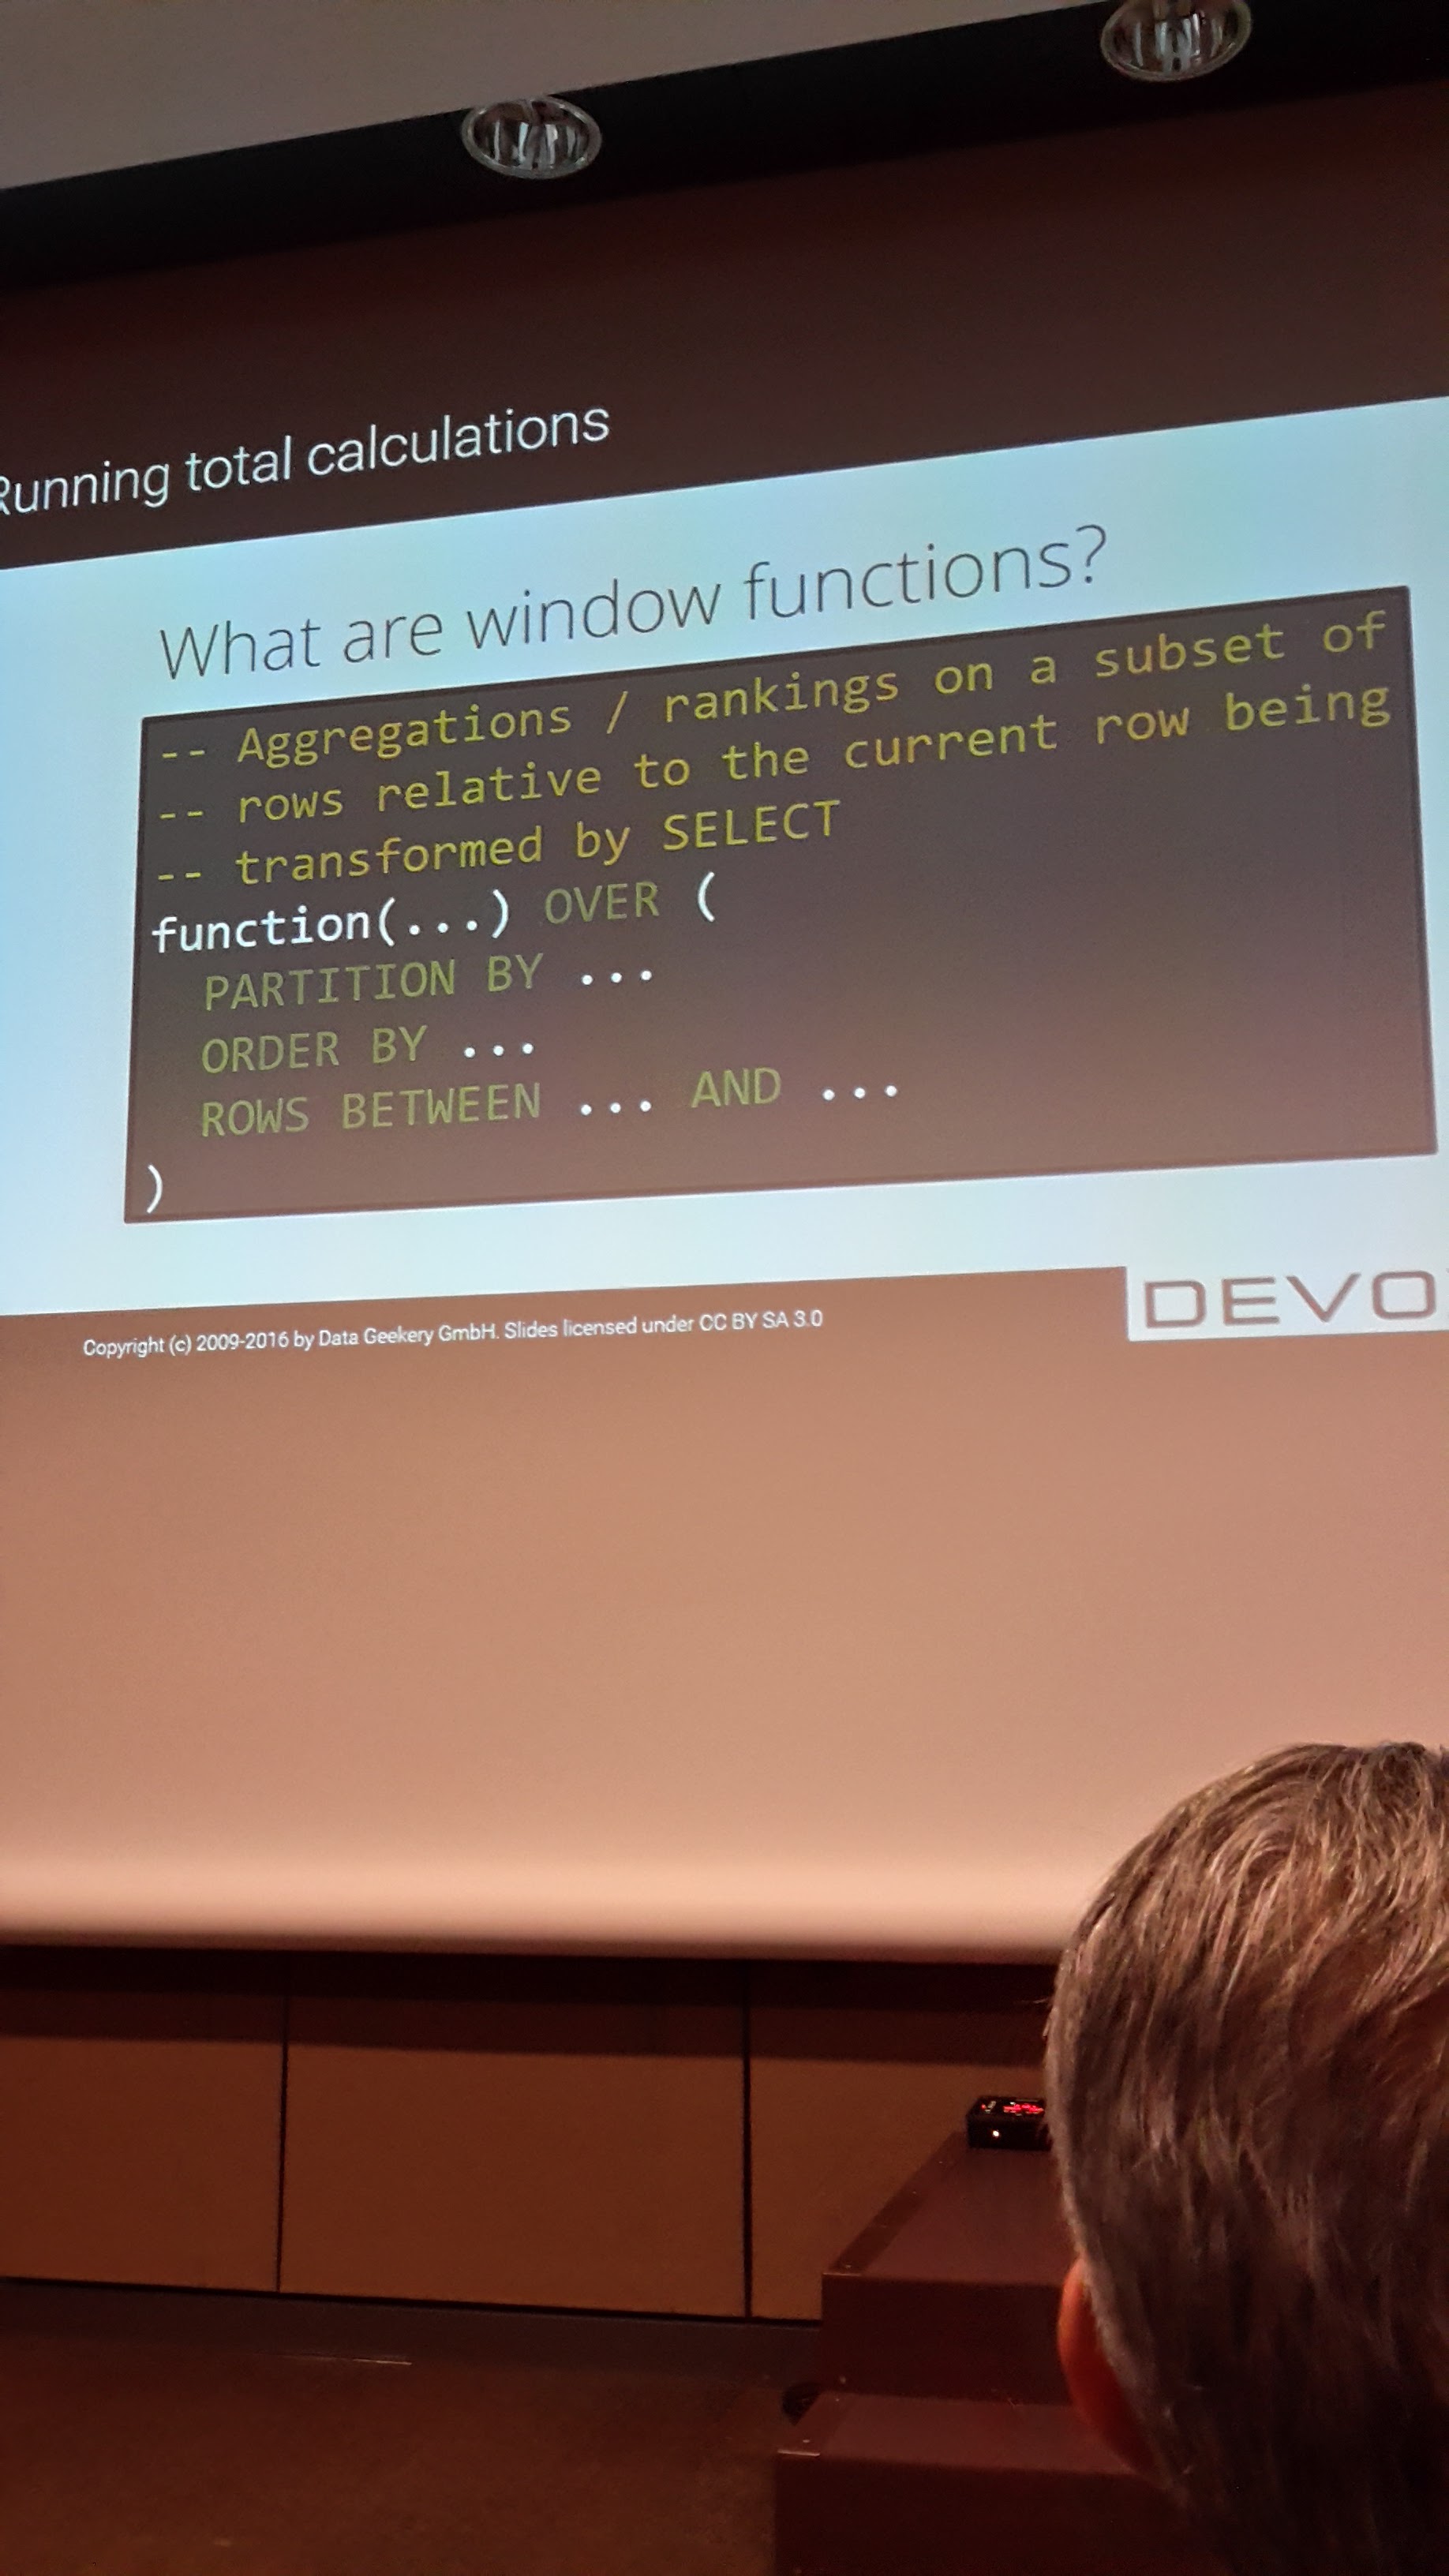 Running total calculations
What are window functions?
-- Aggregations / rankings on a subset of
-- rows relative to the current row being
-- transformed by SELECT
function(...) OVER (
PARTITION BY ...
ORDER BY ...
ROWS BETWEEN ... AND ...
)
Copyright (c) 2009-2016 by Data Geekery GmbH. Slides licensed under CC BY SA 3.0
DEVO